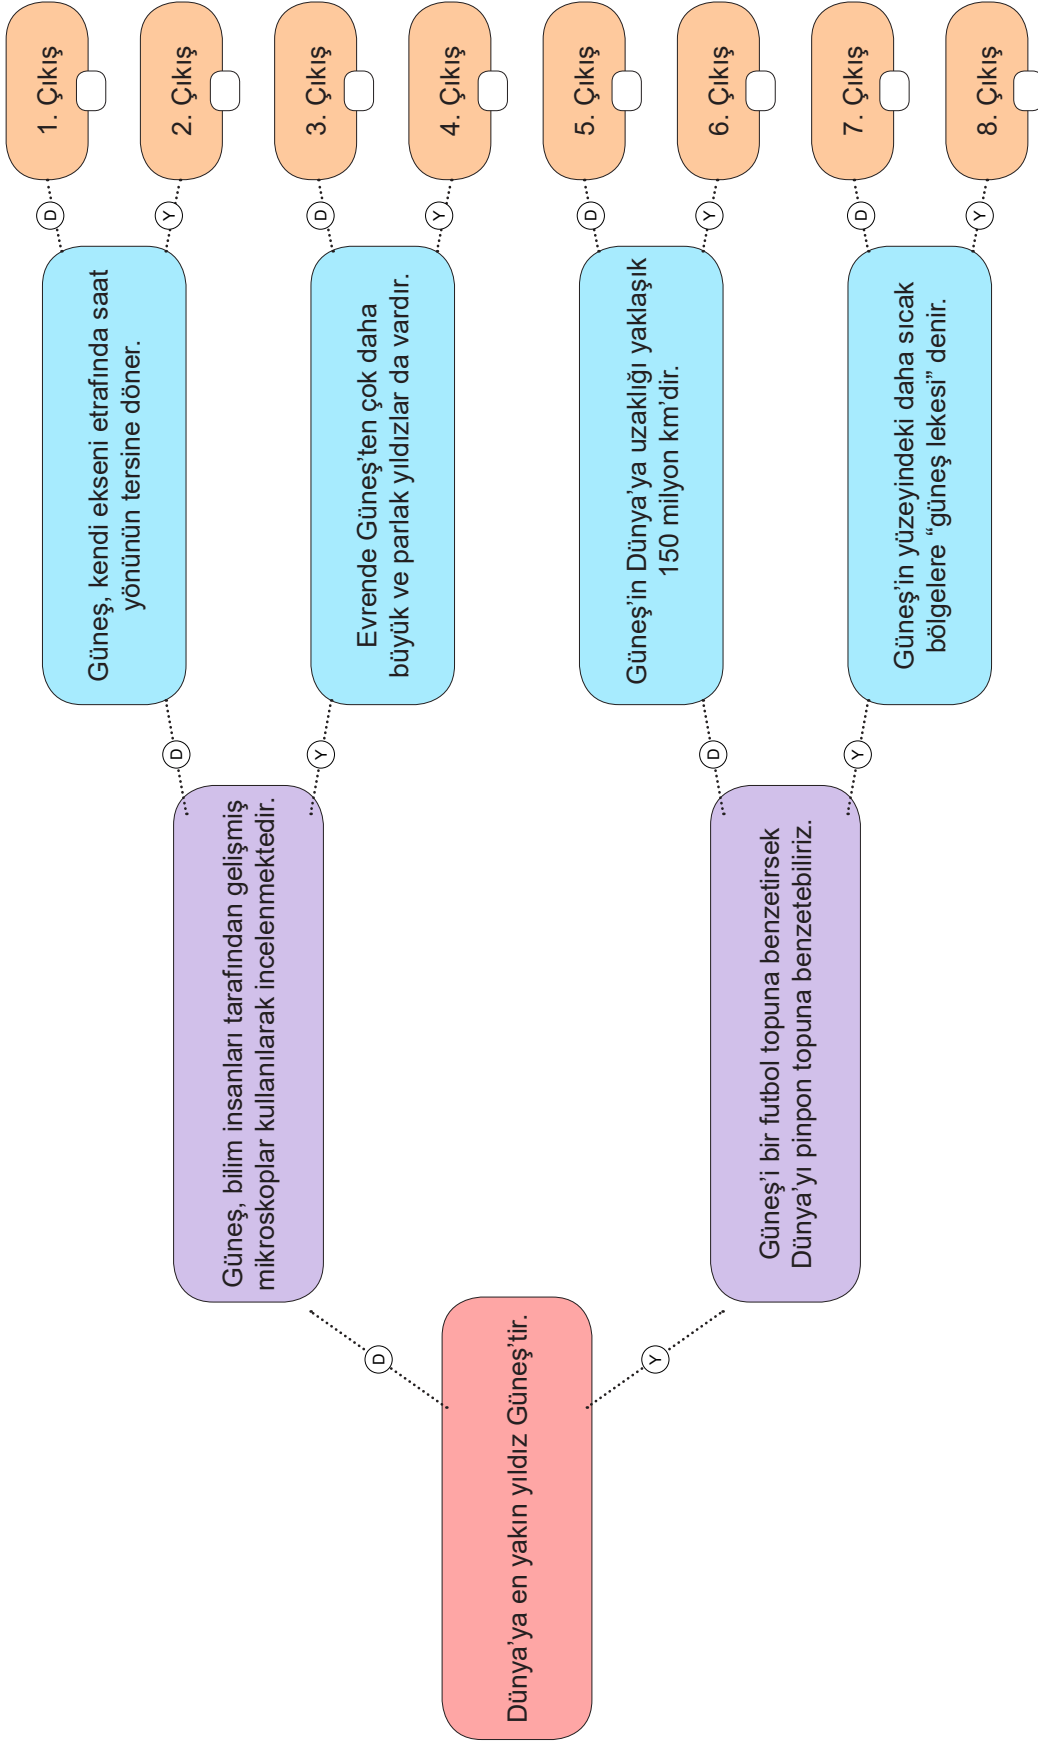 Dünya’ya en yakın yıldız Güneş’tir.
D
Y
Güneş, bilim insanları tarafından gelişmiş
mikroskoplar kullanılarak incelenmektedir.
D
Y
Güneş’i bir futbol topuna benzetirsek
Dünya’yı pinpon topuna benzetebiliriz.
D
Y
Güneş, kendi ekseni etrafında saat
yönünün tersine döner.
D
Y
Evrende Güneş’ten çok daha
büyük ve parlak yıldızlar da vardır.
D
Y
Güneş’in Dünya’ya uzaklığı yaklaşık
150 milyon km’dir.
D
Y
Güneş’in yüzeyindeki daha sıcak
bölgelere “güneş lekesi” denir.
D
Y
1. Çıkış
2. Çıkış
3. Çıkış
4. Çıkış
5. Çıkış
6. Çıkış
7. Çıkış
8. Çıkış